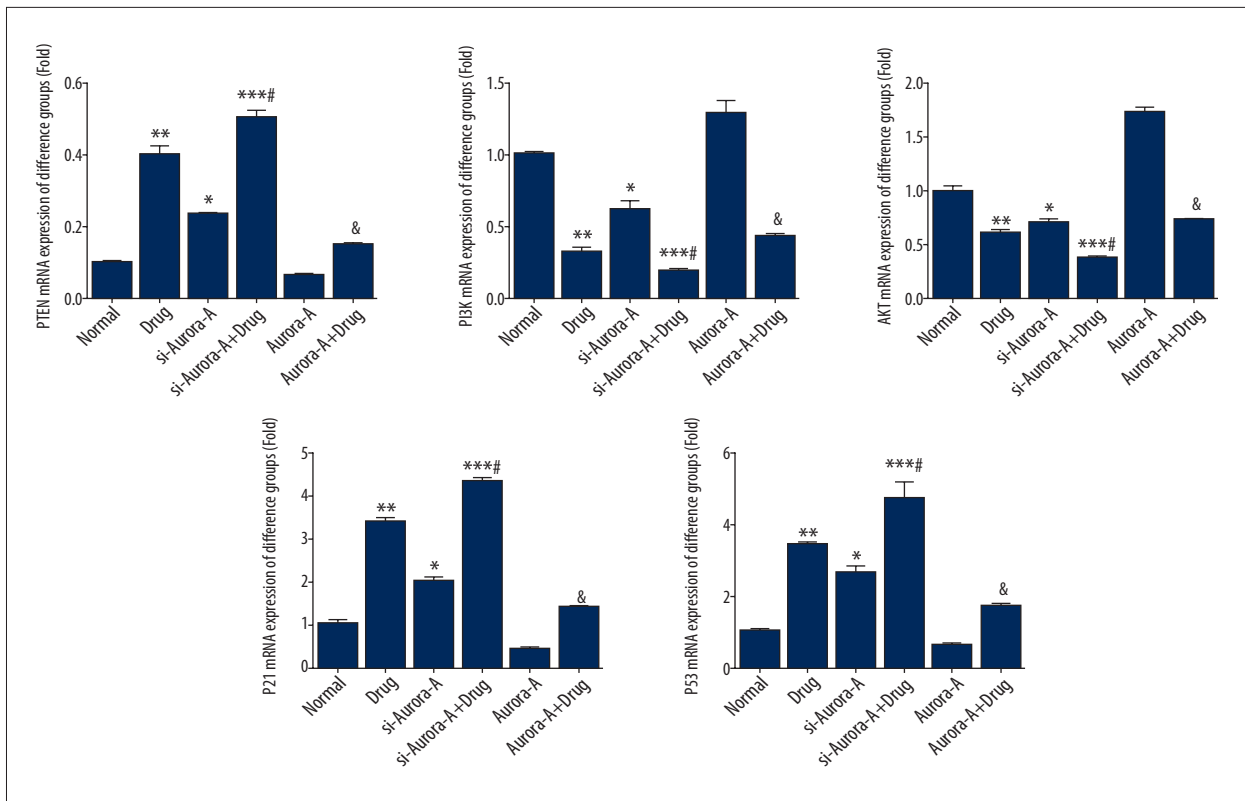 PTEN mRNA expression of difference groups (Fold)
0.6
0.4
0.2
0.0
**
*
***#
&
Normal
Drug
si-Aurora-A
si-Aurora-A+Drug
Aurora-A
Aurora-A+Drug
PI3K mRNA expression of difference groups (Fold)
1.5
1.0
0.5
0.0
**
*
***#
&
Normal
Drug
si-Aurora-A
si-Aurora-A+Drug
Aurora-A
Aurora-A+Drug
AKT mRNA expression of difference groups (Fold)
2.0
1.5
1.0
0.5
0.0
**
*
***#
&
Normal
Drug
si-Aurora-A
si-Aurora-A+Drug
Aurora-A
Aurora-A+Drug
P21 mRNA expression of difference groups (Fold)
5
4
3
2
1
0
**
*
***#
&
Normal
Drug
si-Aurora-A
si-Aurora-A+Drug
Aurora-A
Aurora-A+Drug
P53 mRNA expression of difference groups (Fold)
6
4
2
0
**
*
***#
&
Normal
Drug
si-Aurora-A
si-Aurora-A+Drug
Aurora-A
Aurora-A+Drug